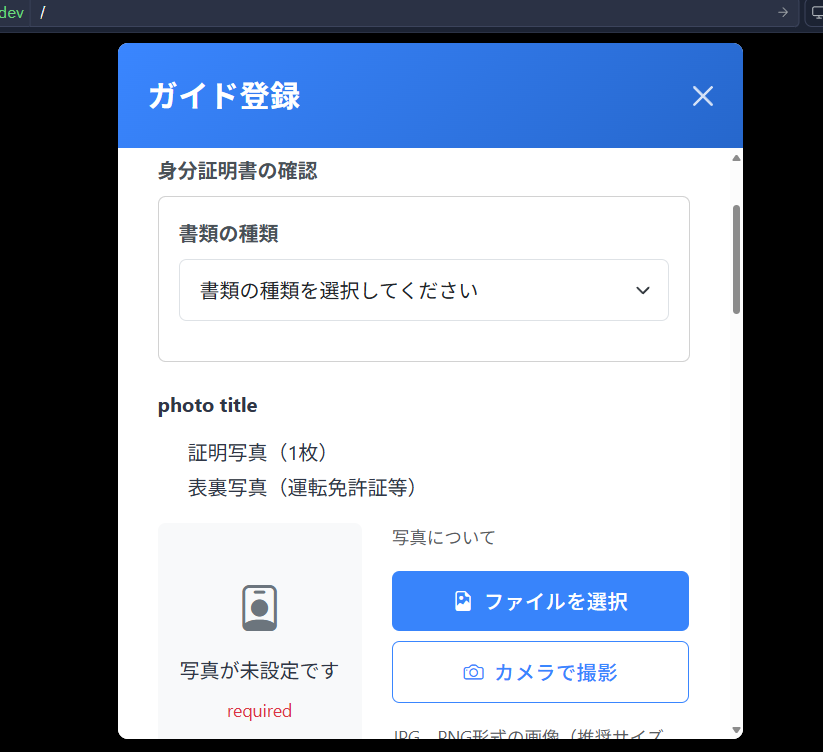 dev /
ガイド登録
身分証明書の確認
書類の種類
書類の種類を選択してください
photo title
証明写真（1枚）
表裏写真（運転免許証等）
写真について
ファイルを選択
カメラで撮影
写真が未設定です
required
JPG、PNG形式の画像（推奨サイズ